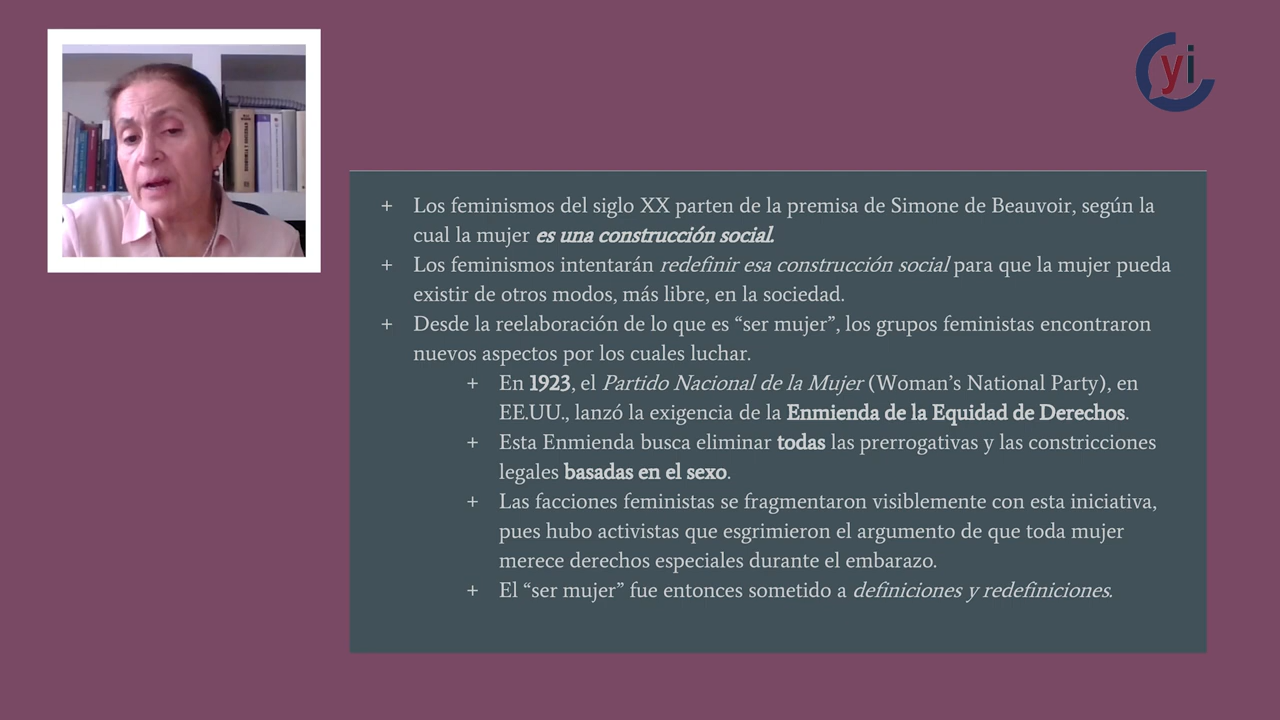 yi
+ Los feminismos del siglo XX parten de la premisa de Simone de Beauvoir, según la
cual la mujer es una construcción social.
+ Los feminismos intentarán redefinir esa construcción social para que la mujer pueda
existir de otros modos, más libre, en la sociedad.
+ Desde la reelaboración de lo que es “ser mujer”, los grupos feministas encontraron
nuevos aspectos por los cuales luchar.
+ En 1923, el Partido Nacional de la Mujer (Woman’s National Party), en
EE.UU., lanzó la exigencia de la Enmienda de la Equidad de Derechos.
+ Esta Enmienda busca eliminar todas las prerrogativas y las constricciones
legales basadas en el sexo.
+ Las facciones feministas se fragmentaron visiblemente con esta iniciativa,
pues hubo activistas que esgrimieron el argumento de que toda mujer
merece derechos especiales durante el embarazo.
+ El “ser mujer” fue entonces sometido a definiciones y redefiniciones.